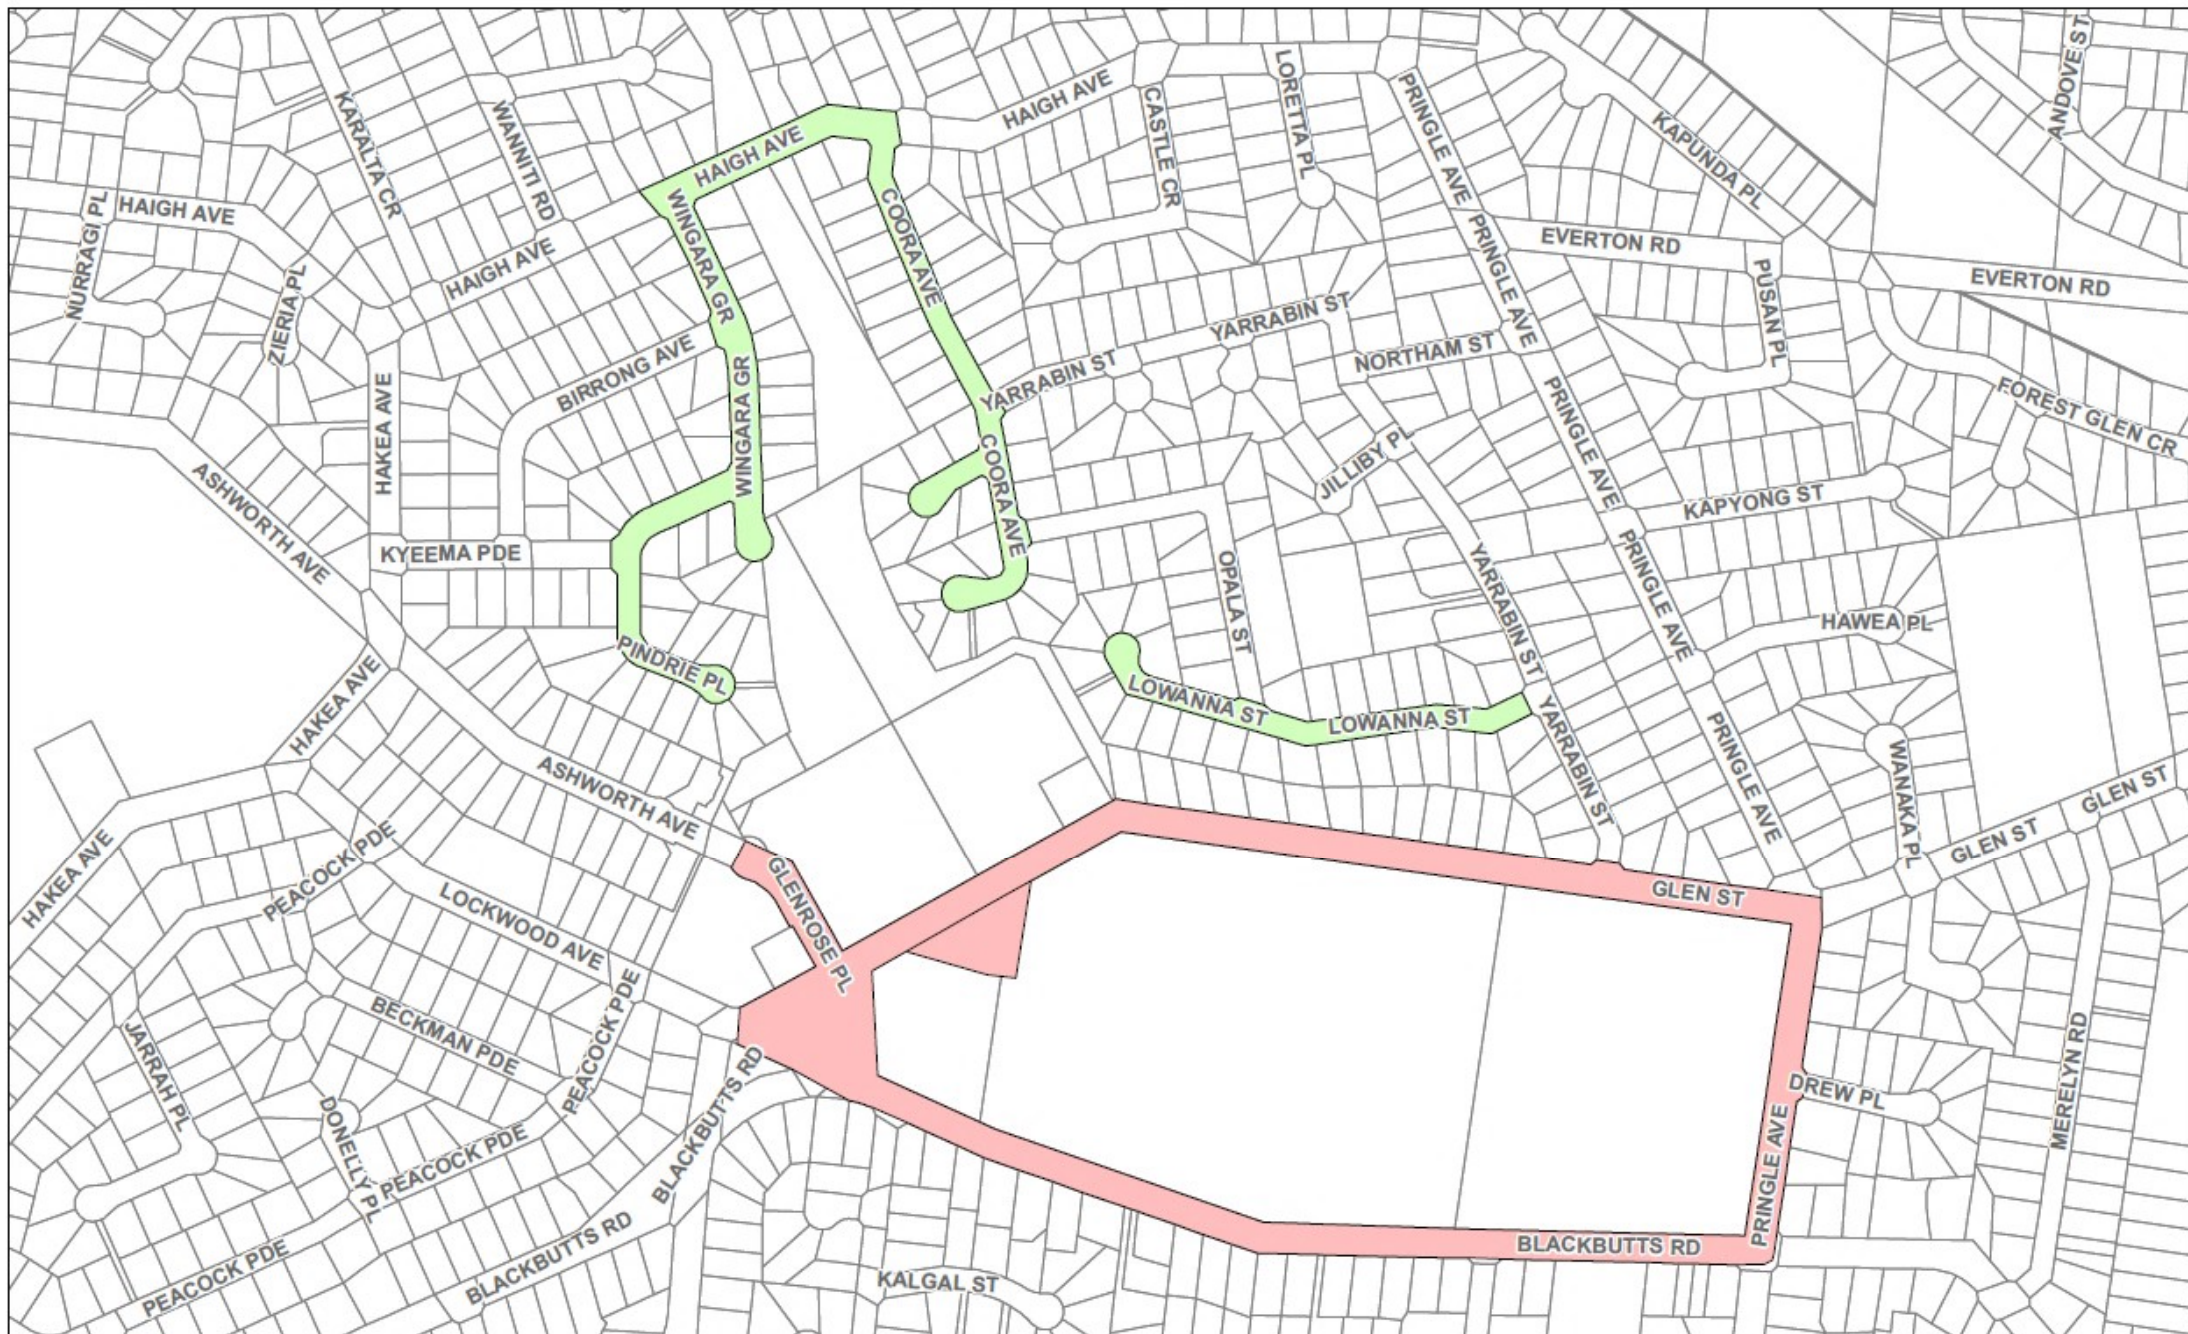 ANDOVE ST
KARALTA CR
WANNITI RD
HAIGH AVE
HAIGH AVE
CASTLE CR
LORETTA PL
PRINGLE AVE
KAPUNDA PL
NURRAGI PL
HAIGH AVE
WINGARA GR
COORA AVE
PRINGLE AVE
EVERTON RD
EVERTON RD
HAIGH AVE
ZIERIA PL
PUSAN PL
YARRABIN ST
NORTHAM ST
BIRRONG AVE
WINGARA GR
YARRABIN ST
HAKEA AVE
FOREST GLEN CR
PRINGLE AVE
JILLIBY PL
COORA AVE
ASHWORTH AVE
KAPYONG ST
KYEEMA PDE
OPALA ST
YARRABIN ST
PRINGLE AVE
HAWEA PL
PINDRIE PL
LOWANNA ST
LOWANNA ST
HAKEA AVE
YARRABIN ST
PRINGLE AVE
WANAKA PL
GLEN ST
GLEN ST
ASHWORTH AVE
PEACOCK PDE
HAKEA AVE
GLENROSE PL
GLEN ST
LOCKWOOD AVE
BECKMAN PDE
PEACOCK PDE
JARRAH PL
DONELLY PL
BLACKBUTTS RD
DREW PL
MERELYN RD
PRINGLE AVE
PEACOCK PDE
BLACKBUTTS RD
BLACKBUTTS RD
PEACOCK PDE
KALGAL ST